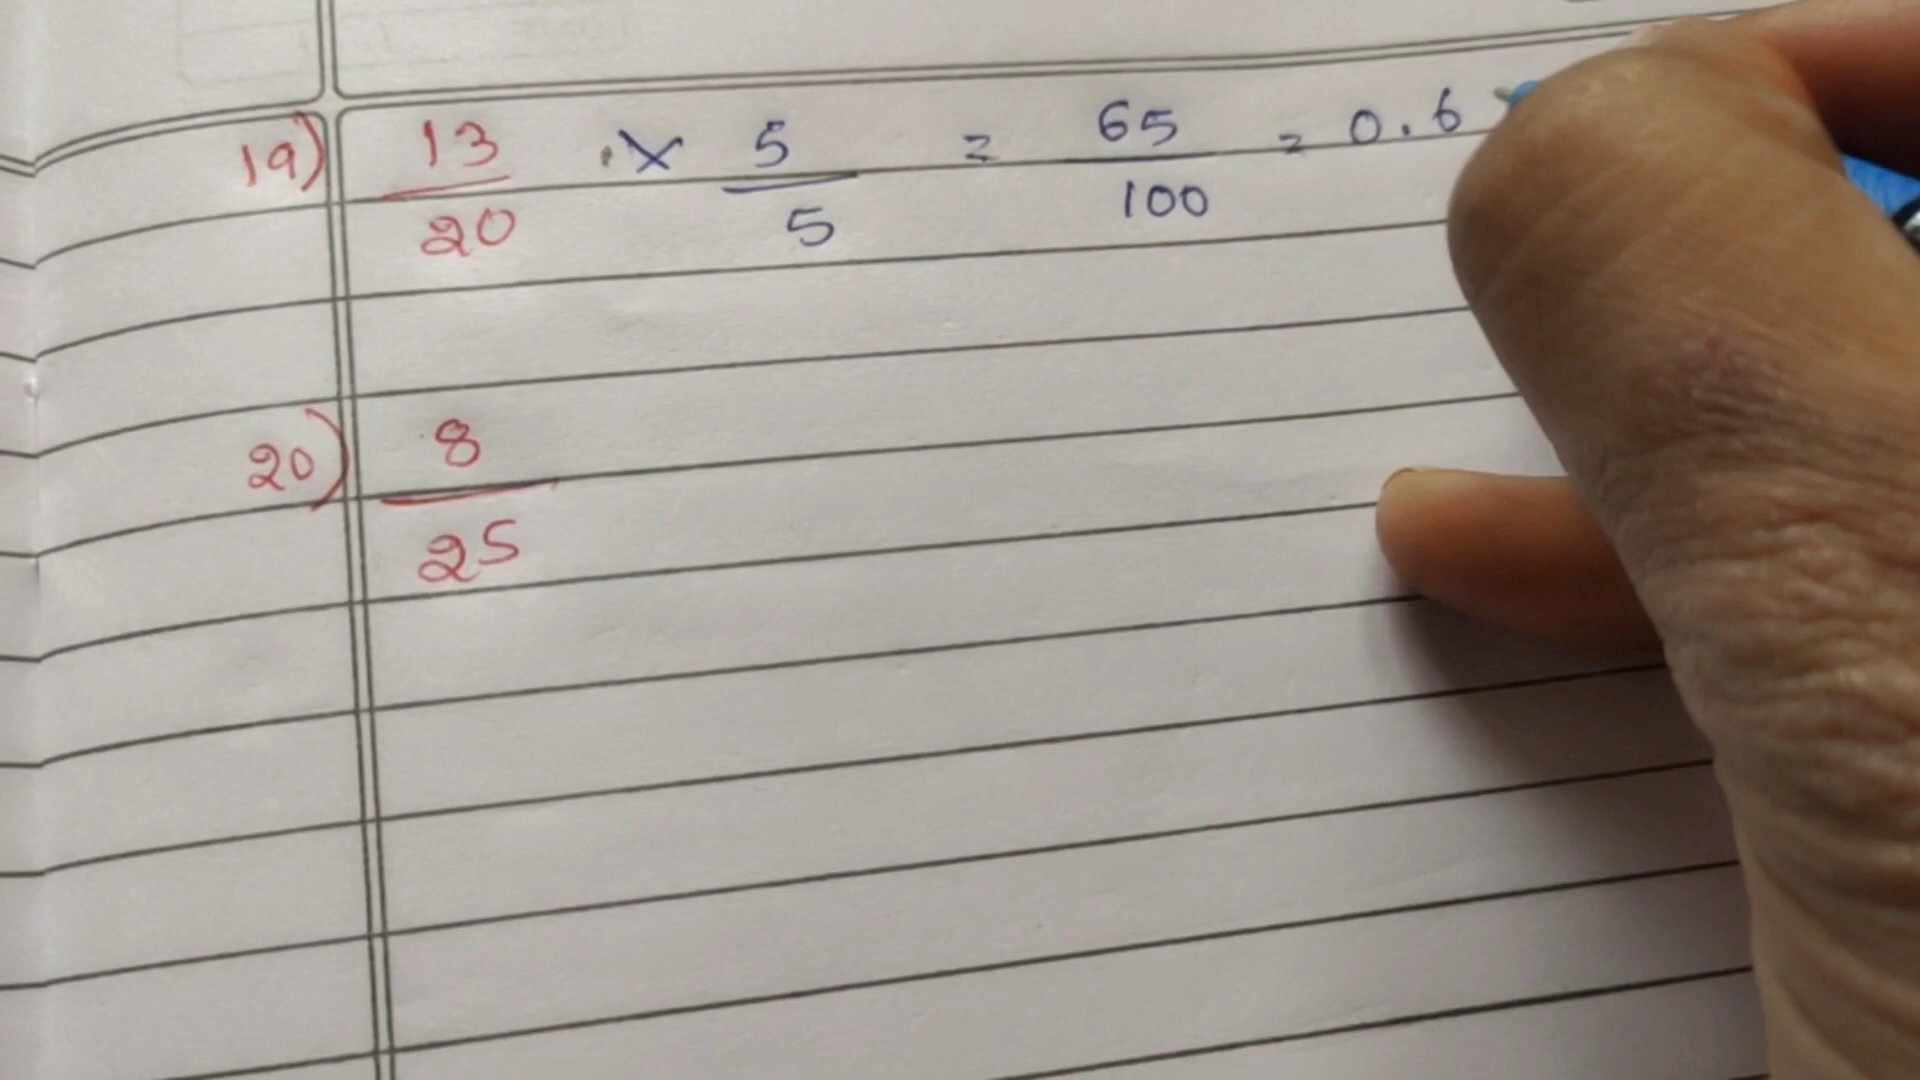 19) 13/20 × 5/5 = 65/100 = 0.6
20) 8/25